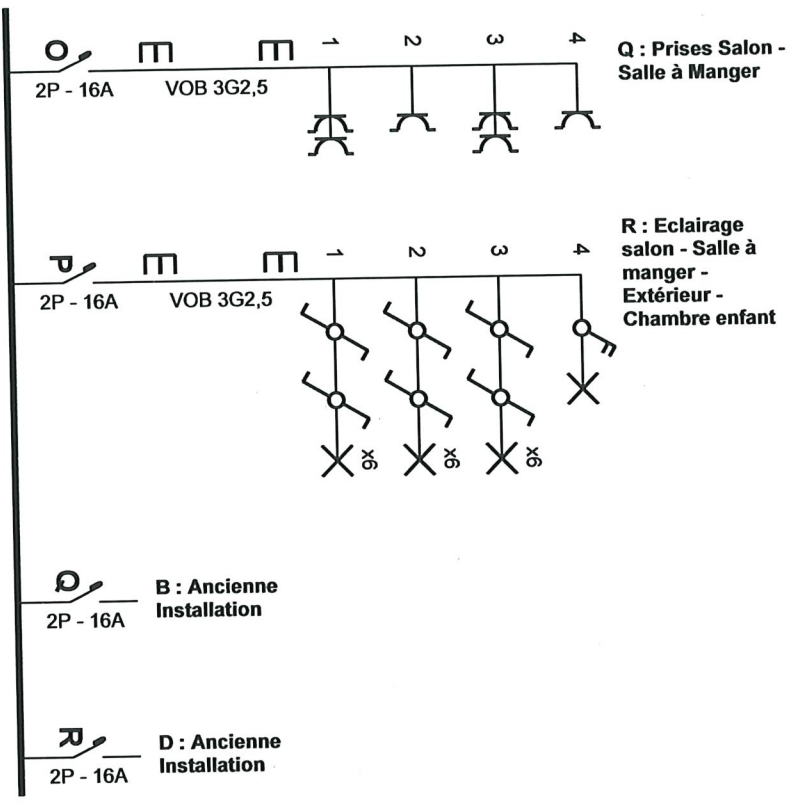 O
1
2
3
4
Q : Prises Salon -
Salle à Manger
2P - 16A
VOB 3G2,5
P
1
2
3
4
R : Eclairage
salon - Salle à
manger -
Extérieur -
Chambre enfant
2P - 16A
VOB 3G2,5
x6
x6
x6
Q
2P - 16A
B : Ancienne
Installation
R
2P - 16A
D : Ancienne
Installation